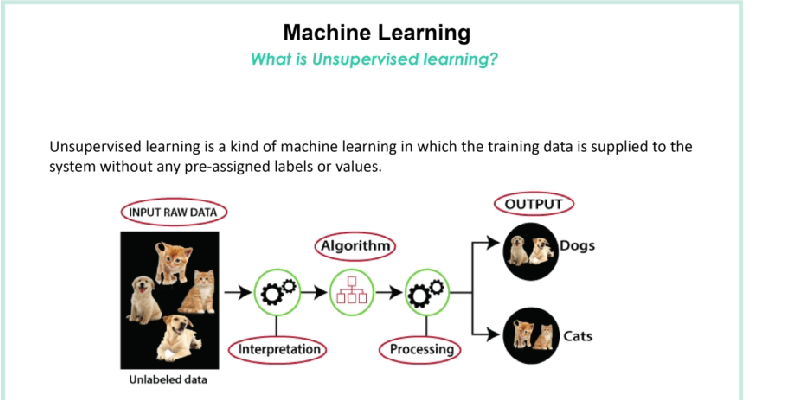 Machine Learning
What is Unsupervised learning?
Unsupervised learning is a kind of machine learning in which the training data is supplied to the
system without any pre-assigned labels or values.
INPUT RAW DATA
OUTPUT
Algorithm
Dogs
Interpretation
Processing
Cats
Unlabeled data